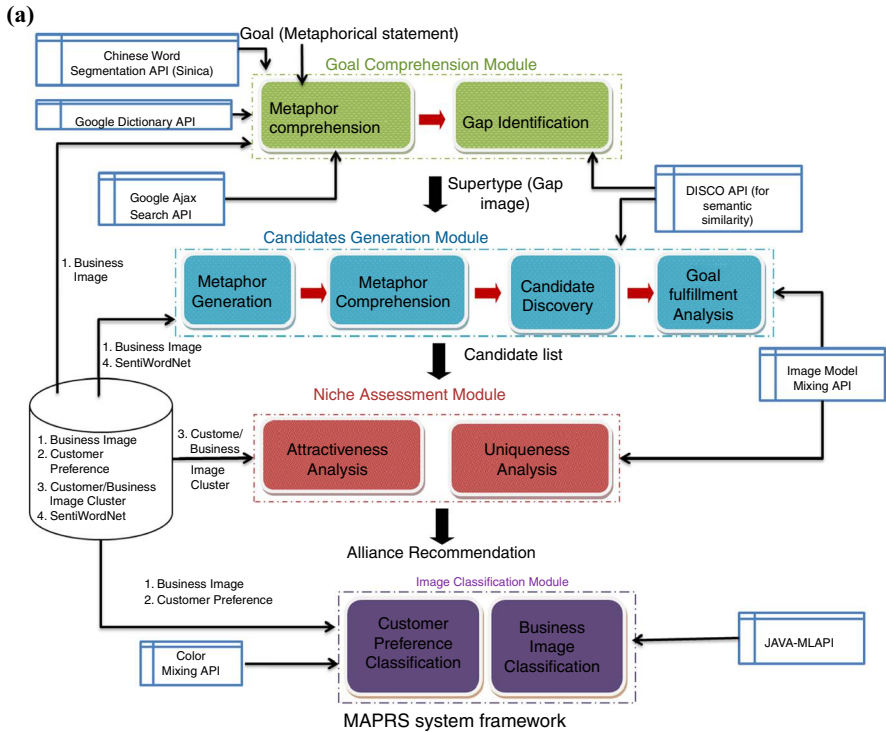 (a)
Goal (Metaphorical statement)
Chinese Word
Segmentation API (Sinica)
Goal Comprehension Module
Google Dictionary API
Metaphor
comprehension
Gap Identification
Google Ajax
Search API
Supertype (Gap
image)
DISCO API (for
semantic
similarity)
1. Business
Image
Candidates Generation Module
Metaphor
Generation
Metaphor
Comprehension
Candidate
Discovery
Goal
fulfillment
Analysis
1. Business Image
4. SentiWordNet
Candidate list
Image Model
Mixing API
Niche Assessment Module
1. Business Image
2. Customer
Preference
3. Customer/Business
Image Cluster
4. SentiWordNet
3. Custome/
Business
Image
Cluster
Attractiveness
Analysis
Uniqueness
Analysis
Alliance Recommendation
1. Business Image
2. Customer Preference
Image Classification Module
Customer
Preference
Classification
Business
Image
Classification
Color
Mixing API
JAVA-MLAPI
MAPRS system framework